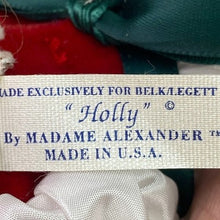 MADE EXCLUSIVELY FOR BELK/LEGETT
"Holly" ©
By MADAME ALEXANDER ™
MADE IN U.S.A.